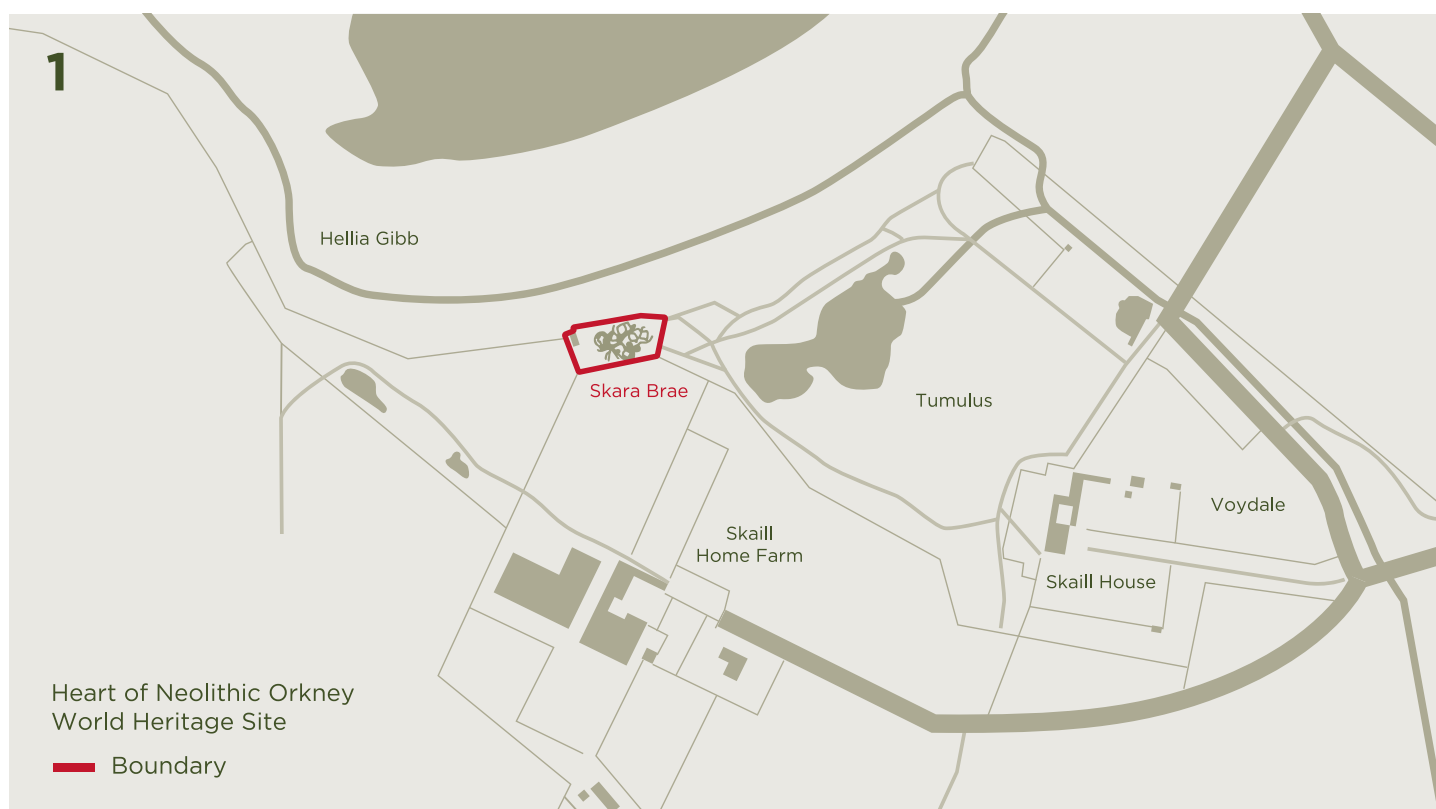 1
Hellia Gibb
Skara Brae
Tumulus
Voydale
Skaill
Home Farm
Skaill House
Heart of Neolithic Orkney
World Heritage Site
Boundary